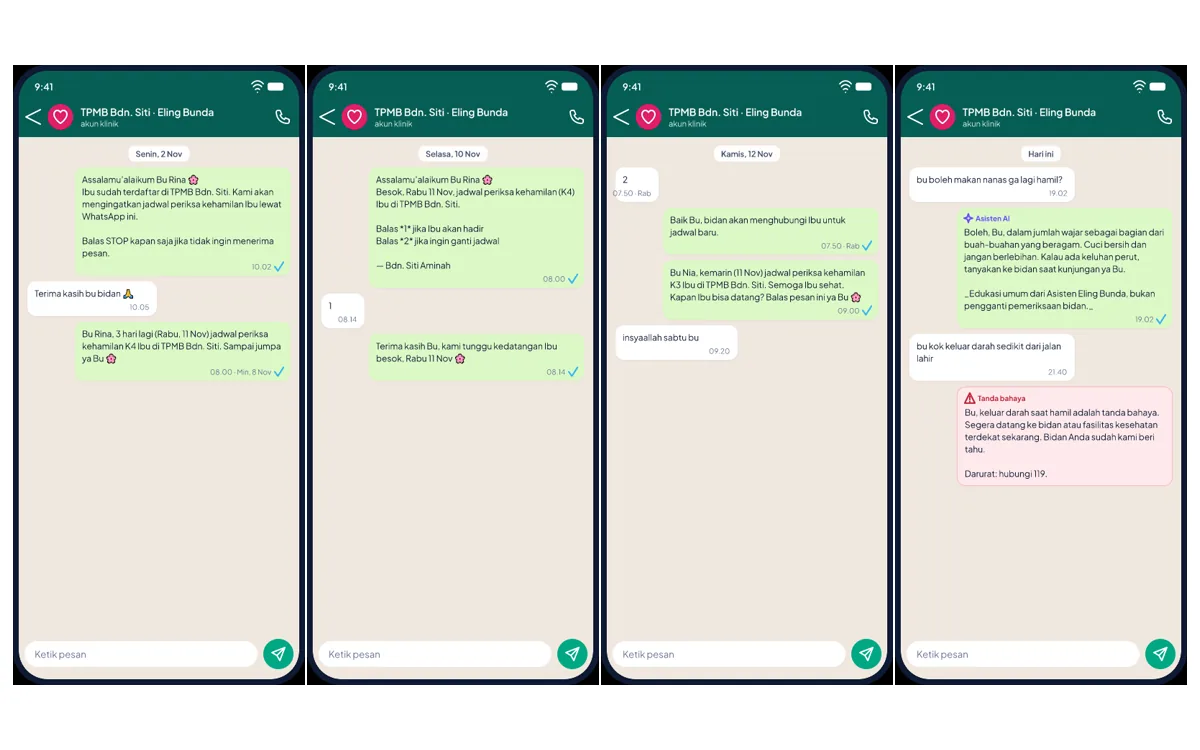 9:41
TPMB Bdn. Siti · Eling Bunda
akun klinik
Senin, 2 Nov
Assalamu'alaikum Bu Rina 🌸
Ibu sudah terdaftar di TPMB Bdn. Siti. Kami akan
mengingatkan jadwal periksa kehamilan Ibu lewat
WhatsApp ini.
Balas STOP kapan saja jika tidak ingin menerima
pesan.
10.02
Terima kasih bu bidan 🙏
10.05
Bu Rina, 3 hari lagi (Rabu, 11 Nov) jadwal periksa
kehamilan K4 Ibu di TPMB Bdn. Siti. Sampai jumpa
ya Bu 🌸
08.00 · Min, 8 Nov
Ketik pesan
9:41
TPMB Bdn. Siti · Eling Bunda
akun klinik
Selasa, 10 Nov
Assalamu'alaikum Bu Rina 🌸
Besok, Rabu 11 Nov, jadwal periksa kehamilan (K4)
Ibu di TPMB Bdn. Siti.
Balas *1* jika Ibu akan hadir
Balas *2* jika ingin ganti jadwal
— Bdn. Siti Aminah
08.00
1
08.14
Terima kasih Bu, kami tunggu kedatangan Ibu
besok, Rabu 11 Nov 🌸
08.14
Ketik pesan
9:41
TPMB Bdn. Siti · Eling Bunda
akun klinik
Kamis, 12 Nov
2
07.50 · Rab
Baik Bu, bidan akan menghubungi Ibu untuk
jadwal baru.
07.50 · Rab
Bu Nia, kemarin (11 Nov) jadwal periksa kehamilan
K3 Ibu di TPMB Bdn. Siti. Semoga Ibu sehat.
Kapan Ibu bisa datang? Balas pesan ini ya Bu 🌸
09.00
insyaallah sabtu bu
09.20
Ketik pesan
9:41
TPMB Bdn. Siti · Eling Bunda
akun klinik
Hari ini
bu boleh makan nanas ga lagi hamil?
19.02
Asisten AI
Boleh, Bu, dalam jumlah wajar sebagai bagian dari
buah-buahan yang beragam. Cuci bersih dan
jangan berlebihan. Kalau ada keluhan perut,
tanyakan ke bidan saat kunjungan ya Bu.
_Edukasi umum dari Asisten Eling Bunda, bukan
pengganti pemeriksaan bidan._
19.02
bu kok keluar darah sedikit dari jalan
lahir
21.40
Tanda bahaya
Bu, keluar darah saat hamil adalah tanda bahaya.
Segera datang ke bidan atau fasilitas kesehatan
terdekat sekarang. Bidan Anda sudah kami beri
tahu.
Darurat: hubungi 119.
Ketik pesan